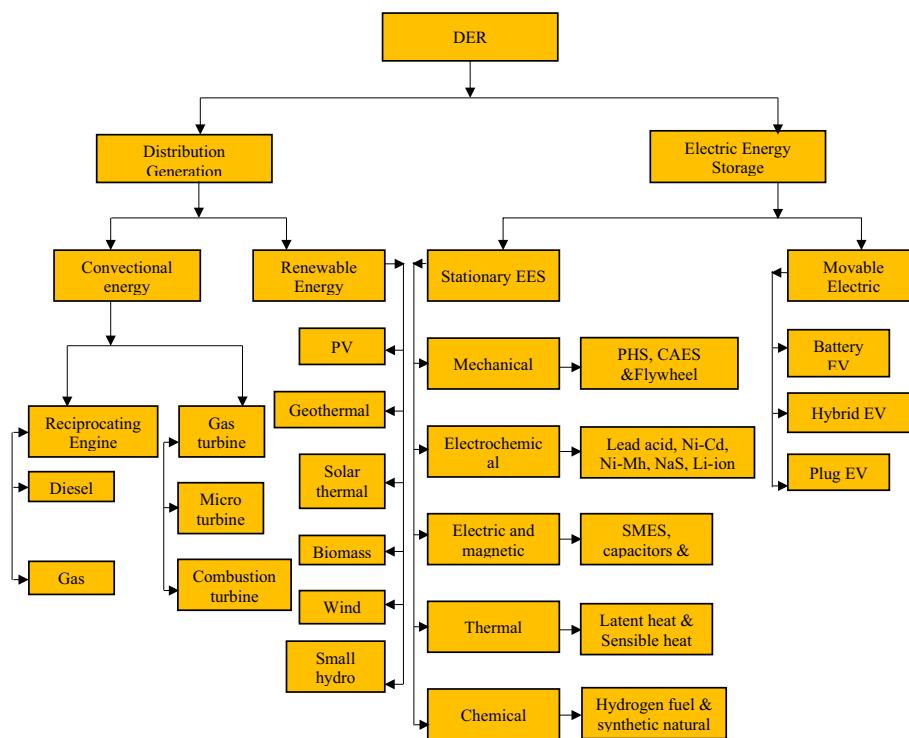 DER
Distribution
Generation
Electric Energy
Storage
Convectional
energy
Renewable
Energy
Stationary EES
Movable
Electric
PV
Geothermal
Solar
thermal
Biomass
Wind
Small
hydro
Reciprocating
Engine
Diesel
Gas
Gas
turbine
Micro
turbine
Combustion
turbine
Mechanical
PHS, CAES
&Flywheel
Electrochemic
al
Lead acid, Ni-Cd,
Ni-Mh, NaS, Li-ion
Electric and
magnetic
SMES,
capacitors &
Thermal
Latent heat &
Sensible heat
Chemical
Hydrogen fuel &
synthetic natural
Battery
EV
Hybrid EV
Plug EV